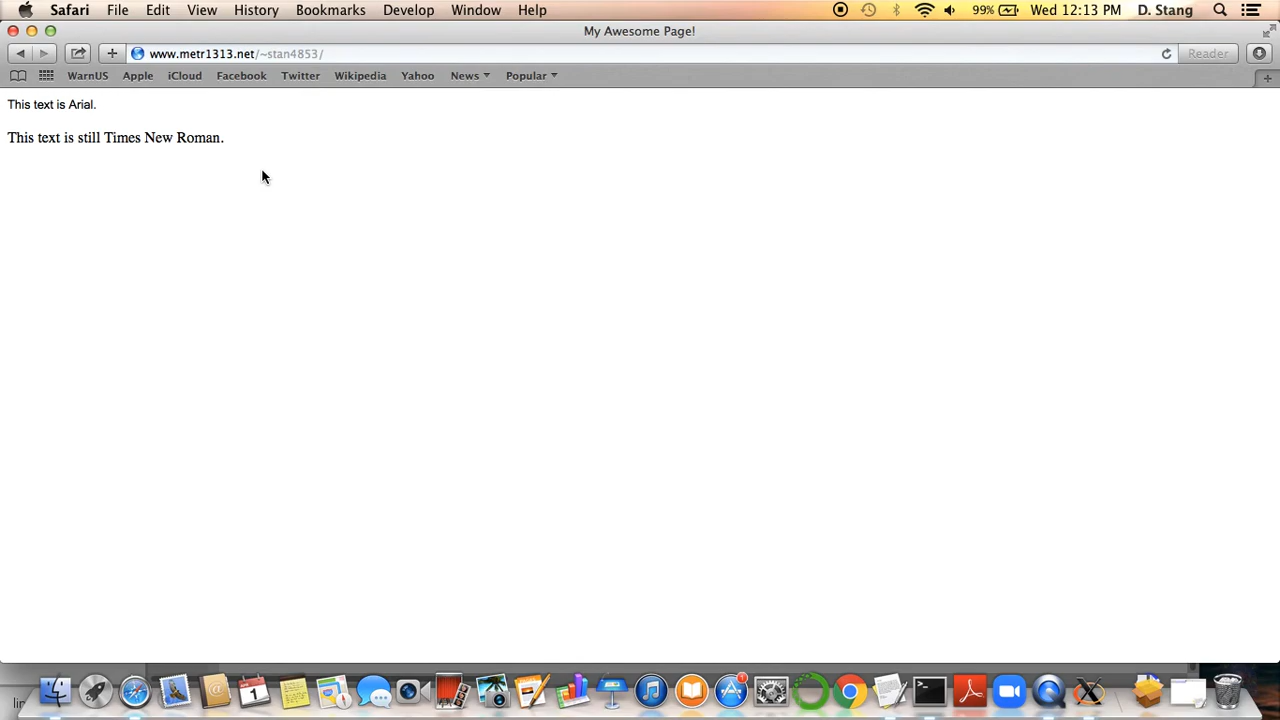 Safari File Edit View History Bookmarks Develop Window Help 99% Wed 12:13 PM D. Stang
My Awesome Page!
www.metr1313.net/~stan4853/ Reader
WarnUS Apple iCloud Facebook Twitter Wikipedia Yahoo News Popular
This text is Arial.
This text is still Times New Roman.